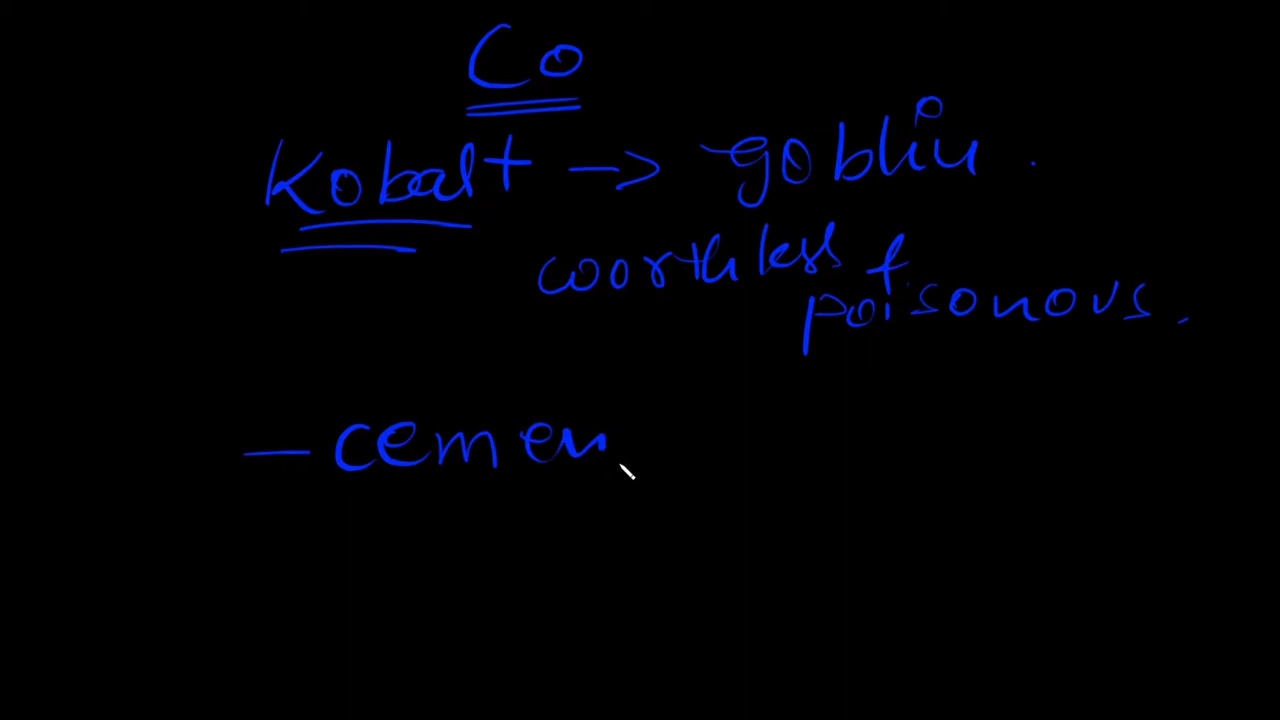 Co
Kobalt → goblin.
worthless &
poisonous.
- cemen